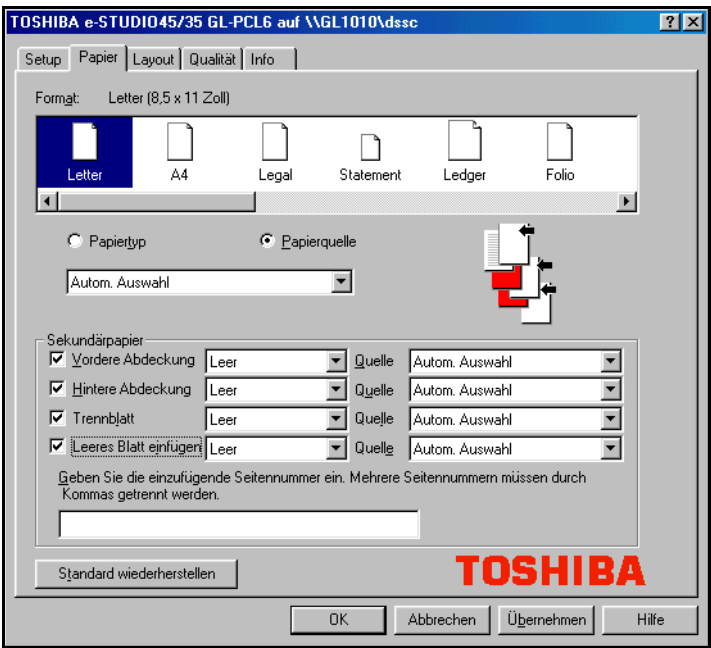 TOSHIBA e-STUDIO45/35 GL-PCL6 auf \\GL1010\dssc
Setup Papier Layout Qualität Info
Format: Letter (8,5 x 11 Zoll)
Letter A4 Legal Statement Ledger Folio
Papiertyp Papierquelle
Autom. Auswahl
Sekundärpapier
Vordere Abdeckung Leer Quelle Autom. Auswahl
Hintere Abdeckung Leer Quelle Autom. Auswahl
Trennblatt Leer Quelle Autom. Auswahl
Leeres Blatt einfügen Leer Quelle Autom. Auswahl
Geben Sie die einzufügende Seitennummer ein. Mehrere Seitennummern müssen durch
Kommas getrennt werden.
Standard wiederherstellen
TOSHIBA
OK Abbrechen Übernehmen Hilfe